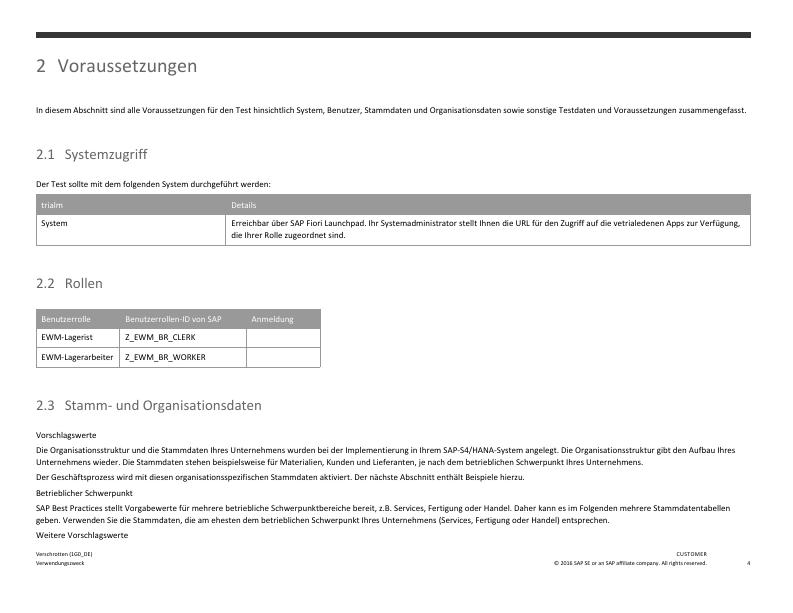 2 Voraussetzungen
In diesem Abschnitt sind alle Voraussetzungen für den Test hinsichtlich System, Benutzer, Stammdaten und Organisationsdaten sowie sonstige Testdaten und Voraussetzungen zusammengefasst.
2.1 Systemzugriff
Der Test sollte mit dem folgenden System durchgeführt werden:
trialm Details
System Erreichbar über SAP Fiori Launchpad. Ihr Systemadministrator stellt Ihnen die URL für den Zugriff auf die vetrialedenen Apps zur Verfügung,
die Ihrer Rolle zugeordnet sind.
2.2 Rollen
Benutzerrolle Benutzerrollen-ID von SAP Anmeldung
EWM-Lagerist Z_EWM_BR_CLERK
EWM-Lagerarbeiter Z_EWM_BR_WORKER
2.3 Stamm- und Organisationsdaten
Vorschlagswerte
Die Organisationsstruktur und die Stammdaten Ihres Unternehmens wurden bei der Implementierung in Ihrem SAP-S4/HANA-System angelegt. Die Organisationsstruktur gibt den Aufbau Ihres
Unternehmens wieder. Die Stammdaten stehen beispielsweise für Materialien, Kunden und Lieferanten, je nach dem betrieblichen Schwerpunkt Ihres Unternehmens.
Der Geschäftsprozess wird mit diesen organisationsspezifischen Stammdaten aktiviert. Der nächste Abschnitt enthält Beispiele hierzu.
Betrieblicher Schwerpunkt
SAP Best Practices stellt Vorgabewerte für mehrere betriebliche Schwerpunktbereiche bereit, z.B. Services, Fertigung oder Handel. Daher kann es im Folgenden mehrere Stammdatentabellen
geben. Verwenden Sie die Stammdaten, die am ehesten dem betrieblichen Schwerpunkt Ihres Unternehmens (Services, Fertigung oder Handel) entsprechen.
Weitere Vorschlagswerte
Verschrotten (1G0_DE) CUSTOMER
Verwendungszweck © 2016 SAP SE or an SAP affiliate company. All rights reserved. 4